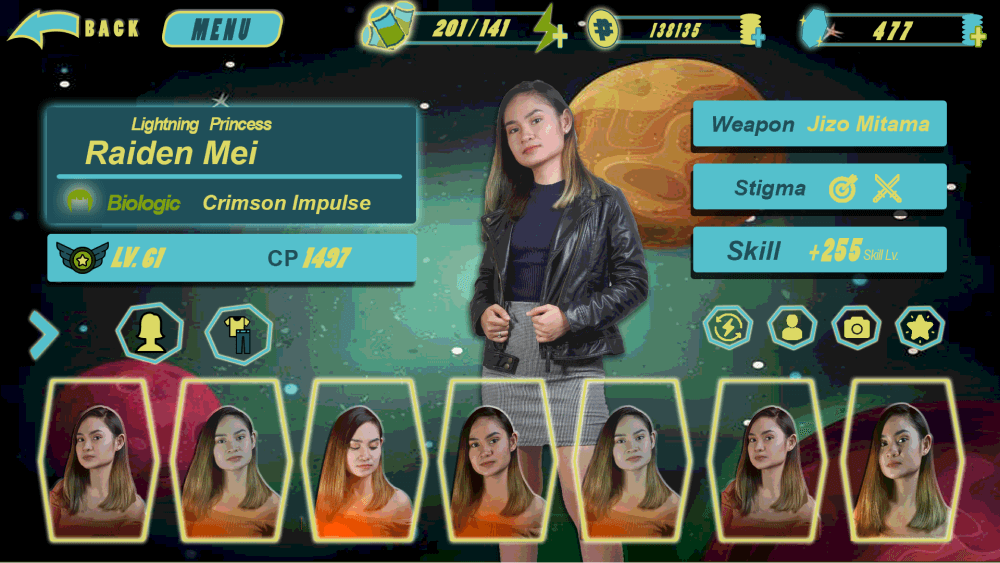 BACK
MENU
201/141
138135
477
Lightning Princess
Raiden Mei
Biologic Crimson Impulse
LV. 61
CP 1497
Weapon Jizo Mitama
Stigma
Skill +255 Skill Lv.